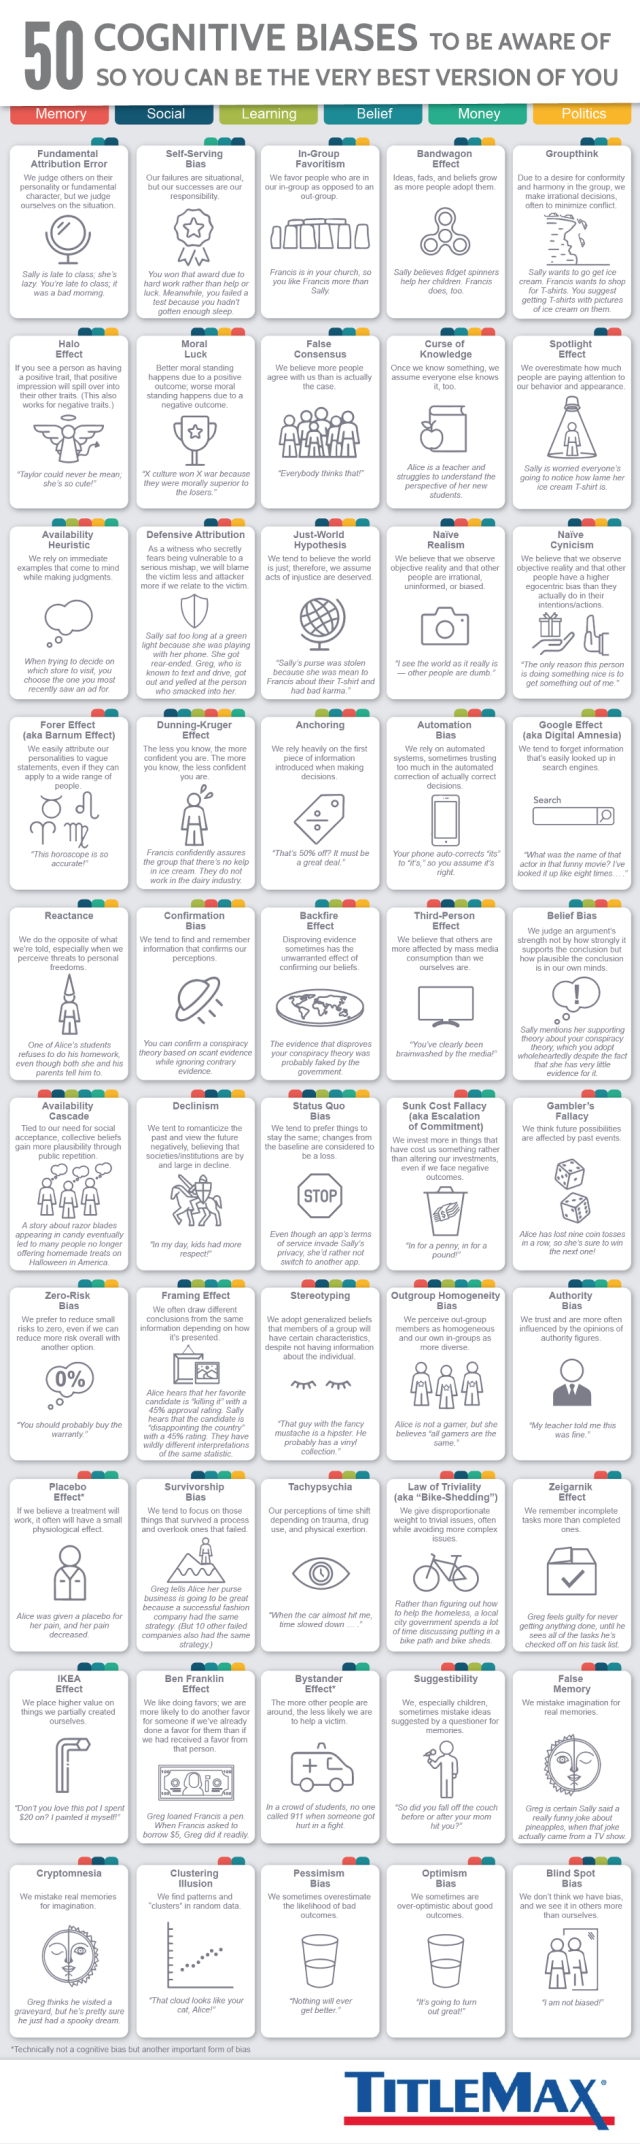 50 COGNITIVE BIASES TO BE AWARE OF
SO YOU CAN BE THE VERY BEST VERSION OF YOU
Memory Social Learning Belief Money Politics
Fundamental
Attribution Error
We judge others on their
personality or fundamental
character, but we judge
ourselves on the situation.
Sally is late to class; she's
lazy. You're late to class; it
was a bad morning.
Self-Serving
Bias
Our failures are situational,
but our successes are our
responsibility.
You won that award due to
hard work rather than help or
luck. Meanwhile, you failed a
test because you hadn't
gotten enough sleep.
In-Group
Favoritism
We favor people who are in
our in-group as opposed to an
out-group.
Francis is in your church, so
you like Francis more than
Sally.
Bandwagon
Effect
Ideas, fads, and beliefs grow
as more people adopt them.
Sally believes fidget spinners
help her children. Francis
does, too.
Groupthink
Due to a desire for conformity
and harmony in the group, we
make irrational decisions,
often to minimize conflict.
Sally wants to go get ice
cream. Francis wants to shop
for T-shirts. You suggest
getting T-shirts with pictures
of ice cream on them.
Halo
Effect
If you see a person as having
a positive trait, that positive
impression will spill over into
their other traits. (This also
works for negative traits.)
"Taylor could never be mean;
she's so cute!"
Moral
Luck
Better moral standing
happens due to a positive
outcome; worse moral
standing happens due to a
negative outcome.
"X culture won X war because
they were morally superior to
the losers."
False
Consensus
We believe more people
agree with us than is actually
the case.
"Everybody thinks that!"
Curse of
Knowledge
Once we know something, we
assume everyone else knows
it, too.
Alice is a teacher and
struggles to understand the
perspective of her new
students.
Spotlight
Effect
We overestimate how much
people are paying attention to
our behavior and appearance.
Sally is worried everyone's
going to notice how lame her
ice cream T-shirt is.
Availability
Heuristic
We rely on immediate
examples that come to mind
while making judgments.
When trying to decide on
which store to visit, you
choose the one you most
recently saw an ad for.
Defensive Attribution
As a witness who secretly
fears being vulnerable to a
serious mishap, we will blame
the victim less and attacker
more if we relate to the victim.
Sally sat too long at a green
light because she was playing
with her phone. She got
rear-ended. Greg, who is
known to text and drive, got
out and yelled at the person
who smacked into her.
Just-World
Hypothesis
We tend to believe the world
is just; therefore, we assume
acts of injustice are deserved.
"Sally's purse was stolen
because she was mean to
Francis about their T-shirt and
had bad karma."
Naïve
Realism
We believe that we observe
objective reality and that other
people are irrational,
uninformed, or biased.
"I see the world as it really is
— other people are dumb."
Naïve
Cynicism
We believe that we observe
objective reality and that other
people have a higher
egocentric bias than they
actually do in their
intentions/actions.
"The only reason this person
is doing something nice is to
get something out of me."
Forer Effect
(aka Barnum Effect)
We easily attribute our
personalities to vague
statements, even if they can
apply to a wide range of
people.
"This horoscope is so
accurate!"
Dunning-Kruger
Effect
The less you know, the more
confident you are. The more
you know, the less confident
you are.
Francis confidently assures
the group that there's no kelp
in ice cream. They do not
work in the dairy industry.
Anchoring
We rely heavily on the first
piece of information
introduced when making
decisions.
"That's 50% off? It must be
a great deal."
Automation
Bias
We rely on automated
systems, sometimes trusting
too much in the automated
correction of actually correct
decisions.
Your phone auto-corrects "its"
to "it's," so you assume it's
right.
Google Effect
(aka Digital Amnesia)
We tend to forget information
that's easily looked up in
search engines.
Search
"What was the name of that
actor in that funny movie? I've
looked it up like eight times. . . ."
Reactance
We do the opposite of what
we're told, especially when we
perceive threats to personal
freedoms.
One of Alice's students
refuses to do his homework,
even though both she and his
parents tell him to.
Confirmation
Bias
We tend to find and remember
information that confirms our
perceptions.
You can confirm a conspiracy
theory based on scant evidence
while ignoring contrary
evidence.
Backfire
Effect
Disproving evidence
sometimes has the
unwarranted effect of
confirming our beliefs.
The evidence that disproves
your conspiracy theory was
probably faked by the
government.
Third-Person
Effect
We believe that others are
more affected by mass media
consumption than we
ourselves are.
"You've clearly been
brainwashed by the media!"
Belief Bias
We judge an argument's
strength not by how strongly it
supports the conclusion but
how plausible the conclusion
is in our own minds.
Sally mentions her supporting
theory about your conspiracy
theory, which you adopt
wholeheartedly despite the fact
that she has very little
evidence for it.
Availability
Cascade
Tied to our need for social
acceptance, collective beliefs
gain more plausibility through
public repetition.
A story about razor blades
appearing in candy eventually
led to many people no longer
offering homemade treats on
Halloween in America.
Declinism
We tent to romanticize the
past and view the future
negatively, believing that
societies/institutions are by
and large in decline.
"In my day, kids had more
respect!"
Status Quo
Bias
We tend to prefer things to
stay the same; changes from
the baseline are considered to
be a loss.
STOP
Even though an app's terms
of service invade Sally's
privacy, she'd rather not
switch to another app.
Sunk Cost Fallacy
(aka Escalation
of Commitment)
We invest more in things that
have cost us something rather
than altering our investments,
even if we face negative
outcomes.
"In for a penny, in for a
pound!"
Gambler's
Fallacy
We think future possibilities
are affected by past events.
Alice has lost nine coin tosses
in a row, so she's sure to win
the next one!
Zero-Risk
Bias
We prefer to reduce small
risks to zero, even if we can
reduce more risk overall with
another option.
0%
"You should probably buy the
warranty."
Framing Effect
We often draw different
conclusions from the same
information depending on how
it's presented.
Alice hears that her favorite
candidate is "killing it" with a
45% approval rating. Sally
hears that the candidate is
"disappointing the country"
with a 45% rating. They have
wildly different interpretations
of the same statistic.
Stereotyping
We adopt generalized beliefs
that members of a group will
have certain characteristics,
despite not having information
about the individual.
"That guy with the fancy
mustache is a hipster. He
probably has a vinyl
collection."
Outgroup Homogeneity
Bias
We perceive out-group
members as homogeneous
and our own in-groups as
more diverse.
Alice is not a gamer, but she
believes "all gamers are the
same."
Authority
Bias
We trust and are more often
influenced by the opinions of
authority figures.
"My teacher told me this
was fine."
Placebo
Effect*
If we believe a treatment will
work, it often will have a small
physiological effect.
Alice was given a placebo for
her pain, and her pain
decreased.
Survivorship
Bias
We tend to focus on those
things that survived a process
and overlook ones that failed.
Greg tells Alice her purse
business is going to be great
because a successful fashion
company had the same
strategy. (But 10 other failed
companies also had the same
strategy.)
Tachypsychia
Our perceptions of time shift
depending on trauma, drug
use, and physical exertion.
"When the car almost hit me,
time slowed down . . . ."
Law of Triviality
(aka "Bike-Shedding")
We give disproportionate
weight to trivial issues, often
while avoiding more complex
issues.
Rather than figuring out how
to help the homeless, a local
city government spends a lot
of time discussing putting in a
bike path and bike sheds.
Zeigarnik
Effect
We remember incomplete
tasks more than completed
ones.
Greg feels guilty for never
getting anything done, until he
sees all of the tasks he's
checked off on his task list.
IKEA
Effect
We place higher value on
things we partially created
ourselves.
"Don't you love this pot I spent
$20 on? I painted it myself!"
Ben Franklin
Effect
We like doing favors; we are
more likely to do another favor
for someone if we've already
done a favor for them than if
we had received a favor from
that person.
Greg loaned Francis a pen.
When Francis asked to
borrow $5, Greg did it readily.
Bystander
Effect*
The more other people are
around, the less likely we are
to help a victim.
In a crowd of students, no one
called 911 when someone got
hurt in a fight.
Suggestibility
We, especially children,
sometimes mistake ideas
suggested by a questioner for
memories.
"So did you fall off the couch
before or after your mom
hit you?"
False
Memory
We mistake imagination for
real memories.
Greg is certain Sally said a
really funny joke about
pineapples, when that joke
actually came from a TV show.
Cryptomnesia
We mistake real memories
for imagination.
Greg thinks he visited a
graveyard, but he's pretty sure
he just had a spooky dream.
Clustering
Illusion
We find patterns and
"clusters" in random data.
"That cloud looks like your
cat, Alice!"
Pessimism
Bias
We sometimes overestimate
the likelihood of bad
outcomes.
"Nothing will ever
get better."
Optimism
Bias
We sometimes are
over-optimistic about good
outcomes.
"It's going to turn
out great!"
Blind Spot
Bias
We don't think we have bias,
and we see it in others more
than ourselves.
"I am not biased!"
*Technically not a cognitive bias but another important form of bias
TITLEMAX®